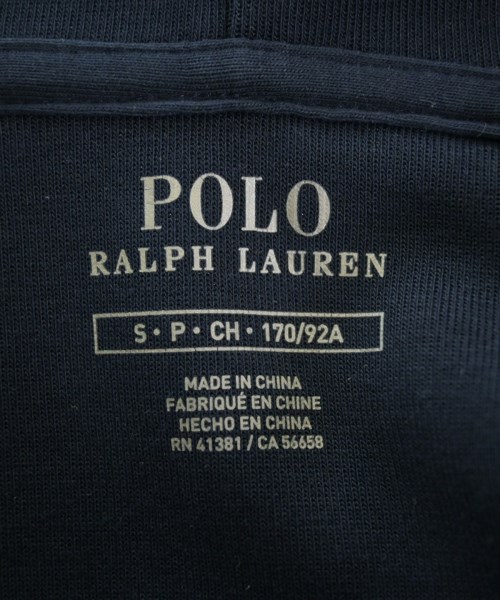 POLO
RALPH LAUREN
S • P • CH • 170/92A
MADE IN CHINA
FABRIQUÉ EN CHINE
HECHO EN CHINA
RN 41381 / CA 56658